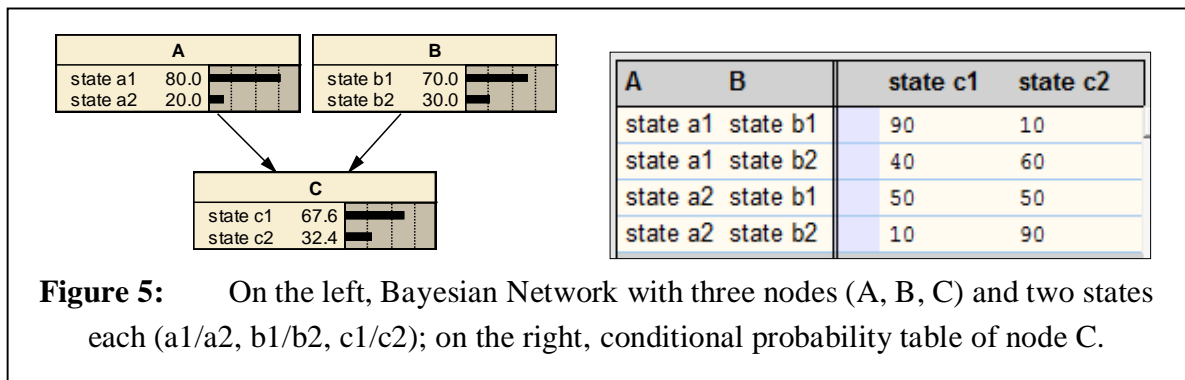 A
state a1 80.0
state a2 20.0
B
state b1 70.0
state b2 30.0
C
state c1 67.6
state c2 32.4
A B state c1 state c2
state a1 state b1 90 10
state a1 state b2 40 60
state a2 state b1 50 50
state a2 state b2 10 90
Figure 5: On the left, Bayesian Network with three nodes (A, B, C) and two states
each (a1/a2, b1/b2, c1/c2); on the right, conditional probability table of node C.